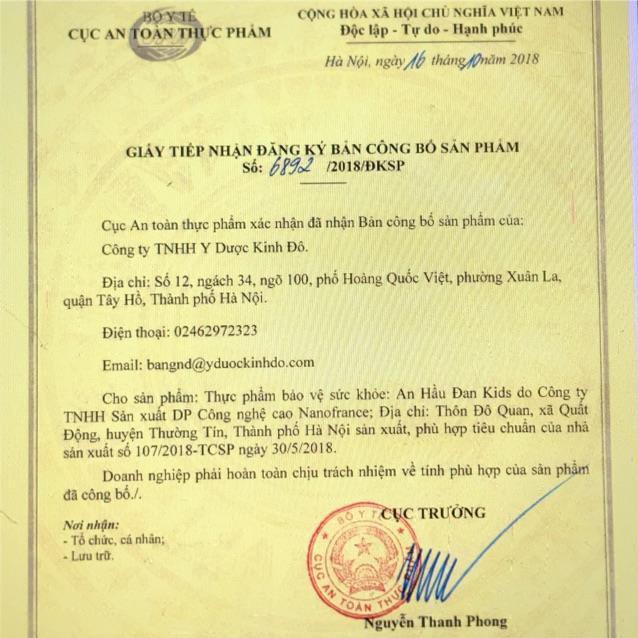 BỘ Y TẾ
CỤC AN TOÀN THỰC PHẨM
CỘNG HÒA XÃ HỘI CHỦ NGHĨA VIỆT NAM
Độc lập - Tự do - Hạnh phúc
Hà Nội, ngày 16 tháng 10 năm 2018
GIẤY TIẾP NHẬN ĐĂNG KÝ BẢN CÔNG BỐ SẢN PHẨM
Số: 6892 /2018/ĐKSP
Cục An toàn thực phẩm xác nhận đã nhận Bản công bố sản phẩm của:
Công ty TNHH Y Dược Kinh Đô.
Địa chỉ: Số 12, ngách 34, ngõ 100, phố Hoàng Quốc Việt, phường Xuân La,
quận Tây Hồ, Thành phố Hà Nội.
Điện thoại: 02462972323
Email: bangnd@yduockinhdo.com
Cho sản phẩm: Thực phẩm bảo vệ sức khỏe: An Hầu Đan Kids do Công ty
TNHH Sản xuất DP Công nghệ cao Nanofrance; Địa chỉ: Thôn Đô Quan, xã Quất
Động, huyện Thường Tín, Thành phố Hà Nội sản xuất, phù hợp tiêu chuẩn của nhà
sản xuất số 107/2018-TCSP ngày 30/5/2018.
Doanh nghiệp phải hoàn toàn chịu trách nhiệm về tính phù hợp của sản phẩm
đã công bố./.
Nơi nhận:
- Tổ chức, cá nhân;
- Lưu trữ.
CỤC TRƯỞNG
BỘ Y TẾ
CỤC AN TOÀN THỰC PHẨM
Nguyễn Thanh Phong